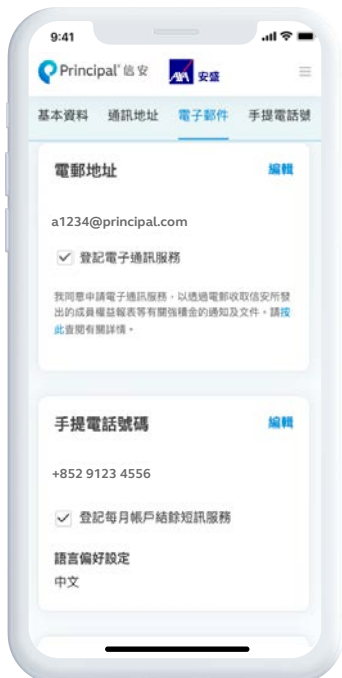 9:41
Principal® 信安 AXA 安盛
基本資料 通訊地址 電子郵件 手提電話號
電郵地址 編輯
a1234@principal.com
登記電子通訊服務
我同意申請電子通訊服務，以透過電郵收取信安所發
出的成員權益報表等有關強積金的通知及文件。請按
此查閱有關詳情。
手提電話號碼 編輯
+852 9123 4556
登記每月帳戶結餘短訊服務
語言偏好設定
中文